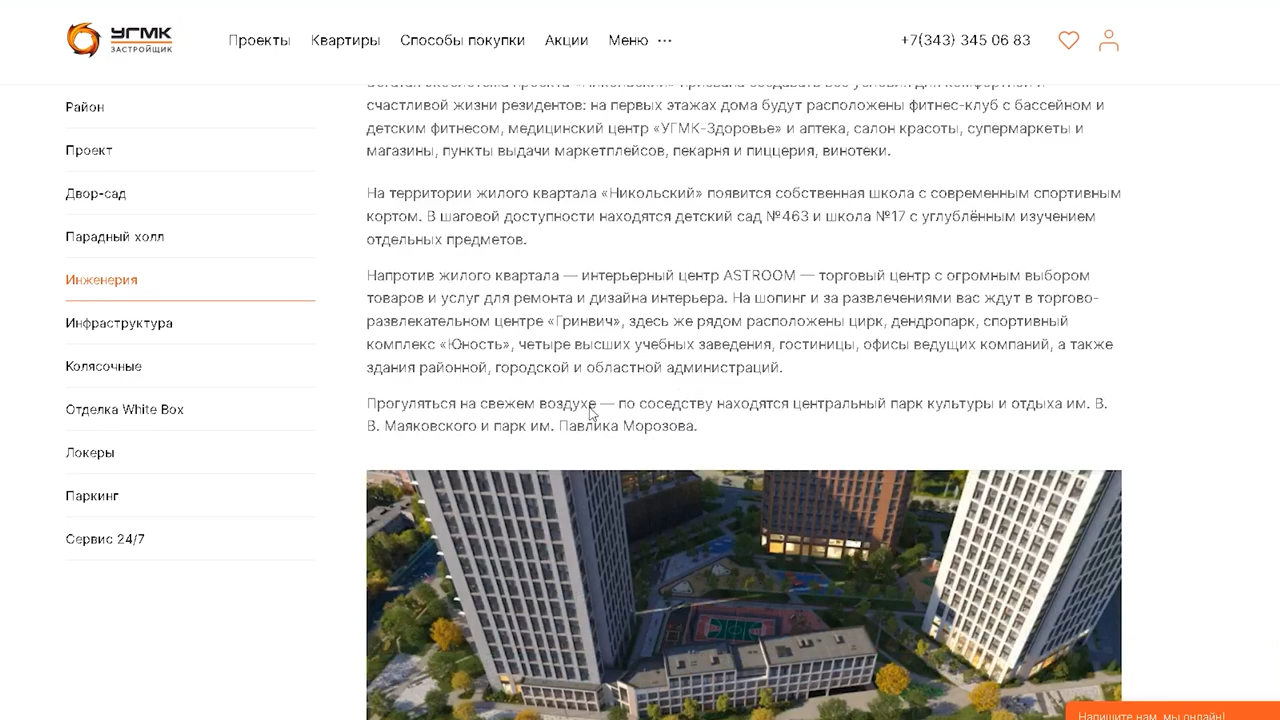 УГМК
ЗАСТРОЙЩИК
Проекты Квартиры Способы покупки Акции Меню ···
+7(343) 345 06 83
Район
Проект
Двор-сад
Парадный холл
Инженерия
Инфраструктура
Колясочные
Отделка White Box
Локеры
Паркинг
Сервис 24/7
счастливой жизни резидентов: на первых этажах дома будут расположены фитнес-клуб с бассейном и
детским фитнесом, медицинский центр «УГМК-Здоровье» и аптека, салон красоты, супермаркеты и
магазины, пункты выдачи маркетплейсов, пекарня и пиццерия, винотеки.
На территории жилого квартала «Никольский» появится собственная школа с современным спортивным
кортом. В шаговой доступности находятся детский сад №463 и школа №17 с углублённым изучением
отдельных предметов.
Напротив жилого квартала — интерьерный центр ASTROOM — торговый центр с огромным выбором
товаров и услуг для ремонта и дизайна интерьера. На шопинг и за развлечениями вас ждут в торгово-
развлекательном центре «Гринвич», здесь же рядом расположены цирк, дендропарк, спортивный
комплекс «Юность», четыре высших учебных заведения, гостиницы, офисы ведущих компаний, а также
здания районной, городской и областной администраций.
Прогуляться на свежем воздухе — по соседству находятся центральный парк культуры и отдыха им. В.
В. Маяковского и парк им. Павлика Морозова.
Напишите нам, мы онлайн!